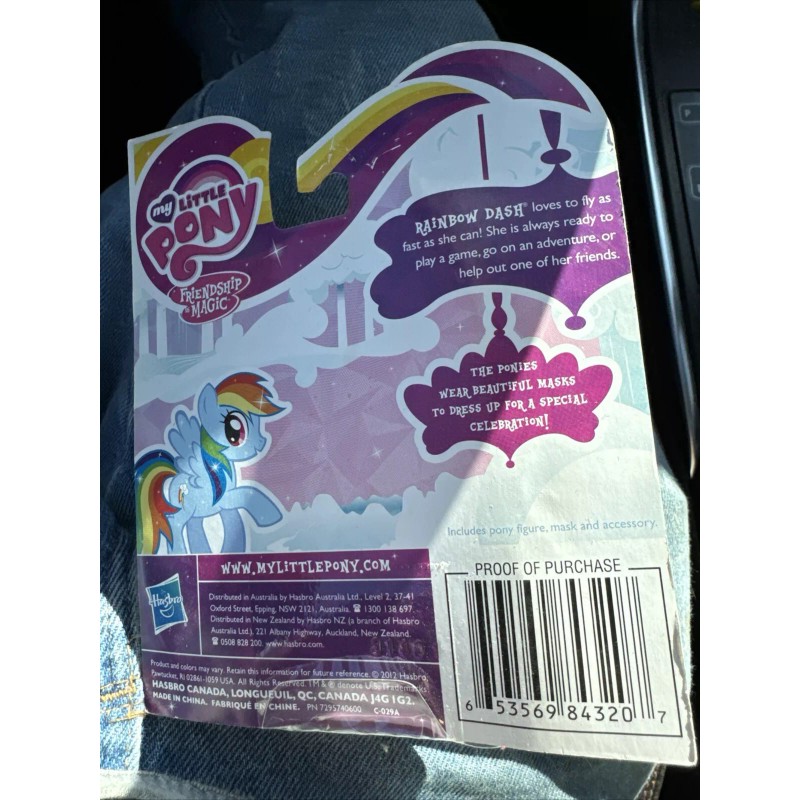 my LITTLE
PONY
FRIENDSHIP
MAGIC
RAINBOW DASH® loves to fly as
fast as she can! She is always ready to
play a game, go on an adventure, or
help out one of her friends.
THE PONIES
WEAR BEAUTIFUL MASKS
TO DRESS UP FOR A SPECIAL
CELEBRATION!
Includes pony figure, mask and accessory.
WWW.MYLITTLEPONY.COM
Hasbro
Distributed in Australia by Hasbro Australia Ltd., Level 2, 37-41
Oxford Street, Epping, NSW 2121, Australia. ☎ 1300 138 697.
Distributed in New Zealand by Hasbro NZ (a branch of Hasbro
Australia Ltd.), 221 Albany Highway, Auckland, New Zealand.
☎ 0508 828 200. www.hasbro.com.
Product and colors may vary. Retain this information for future reference. © 2012 Hasbro,
Pawtucket, RI 02861-1059 USA. All Rights Reserved. TM & ® denote U.S. Trademarks.
HASBRO CANADA, LONGUEUIL, QC, CANADA J4G 1G2.
MADE IN CHINA. FABRIQUÉ EN CHINE. PN 7295740600 C-029A
PROOF OF PURCHASE
6 53569 84320 7